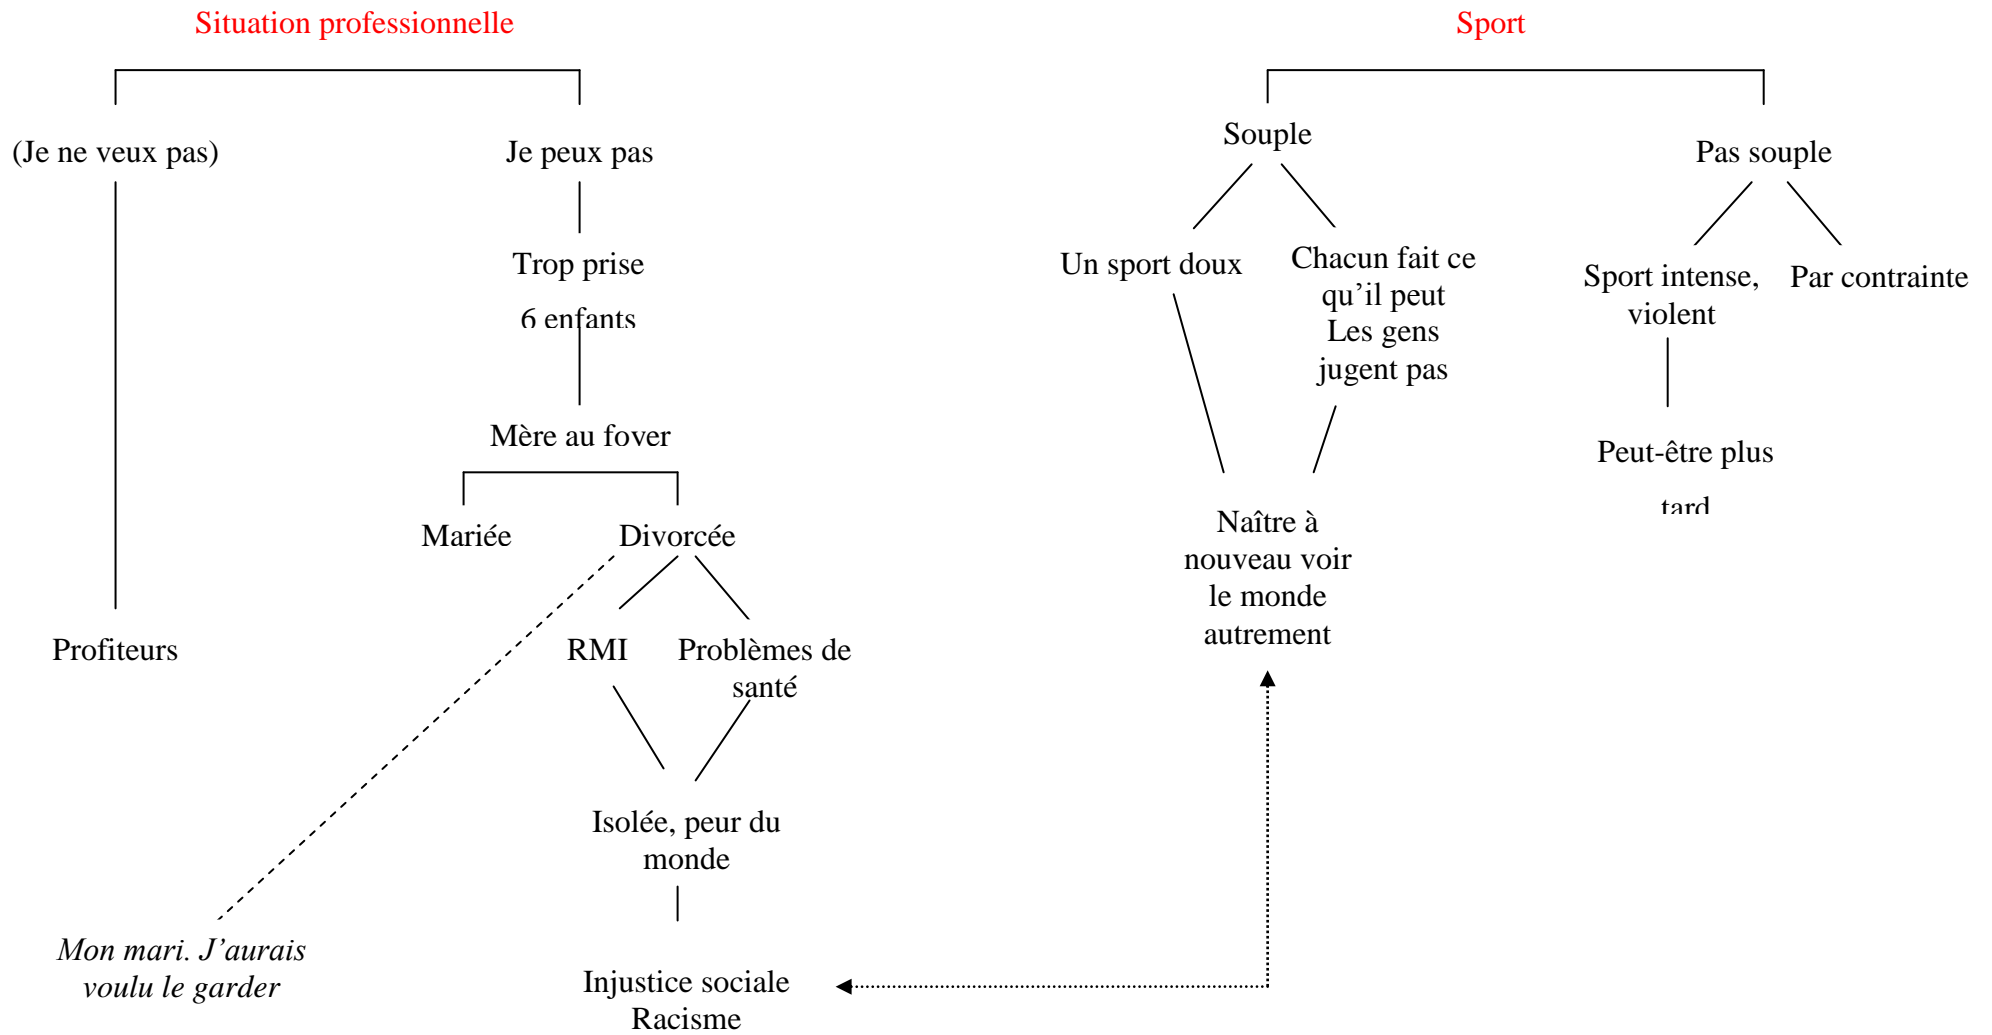 Situation professionnelle
(Je ne veux pas)
Je peux pas
Trop prise
6 enfants
Mère au foyer
Mariée
Divorcée
Profiteurs
RMI
Problèmes de
santé
Isolée, peur du
monde
Mon mari. J’aurais
voulu le garder
Injustice sociale
Racisme
Sport
Souple
Pas souple
Un sport doux
Chacun fait ce
qu’il peut
Les gens
jugent pas
Sport intense,
violent
Par contrainte
Peut-être plus
tard
Naître à
nouveau voir
le monde
autrement